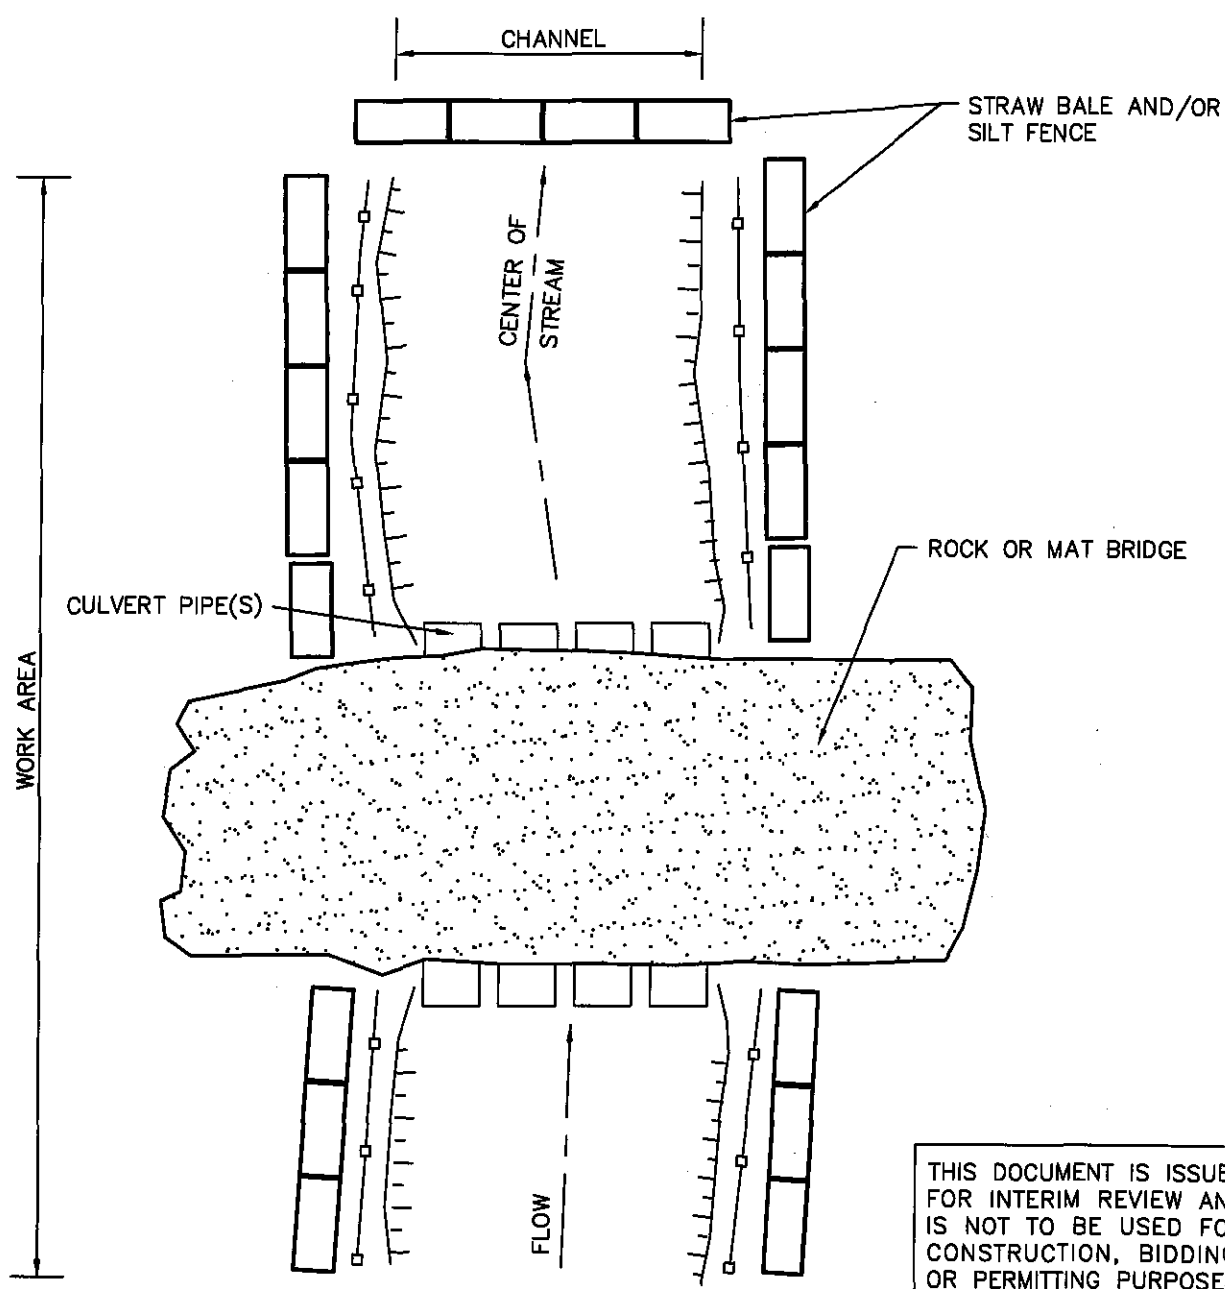 CHANNEL
STRAW BALE AND/OR
SILT FENCE
CENTER OF
STREAM
ROCK OR MAT BRIDGE
CULVERT PIPE(S)
WORK AREA
FLOW
THIS DOCUMENT IS ISSUE
FOR INTERIM REVIEW AN
IS NOT TO BE USED FO
CONSTRUCTION, BIDDING
OR PERMITTING PURPOSE